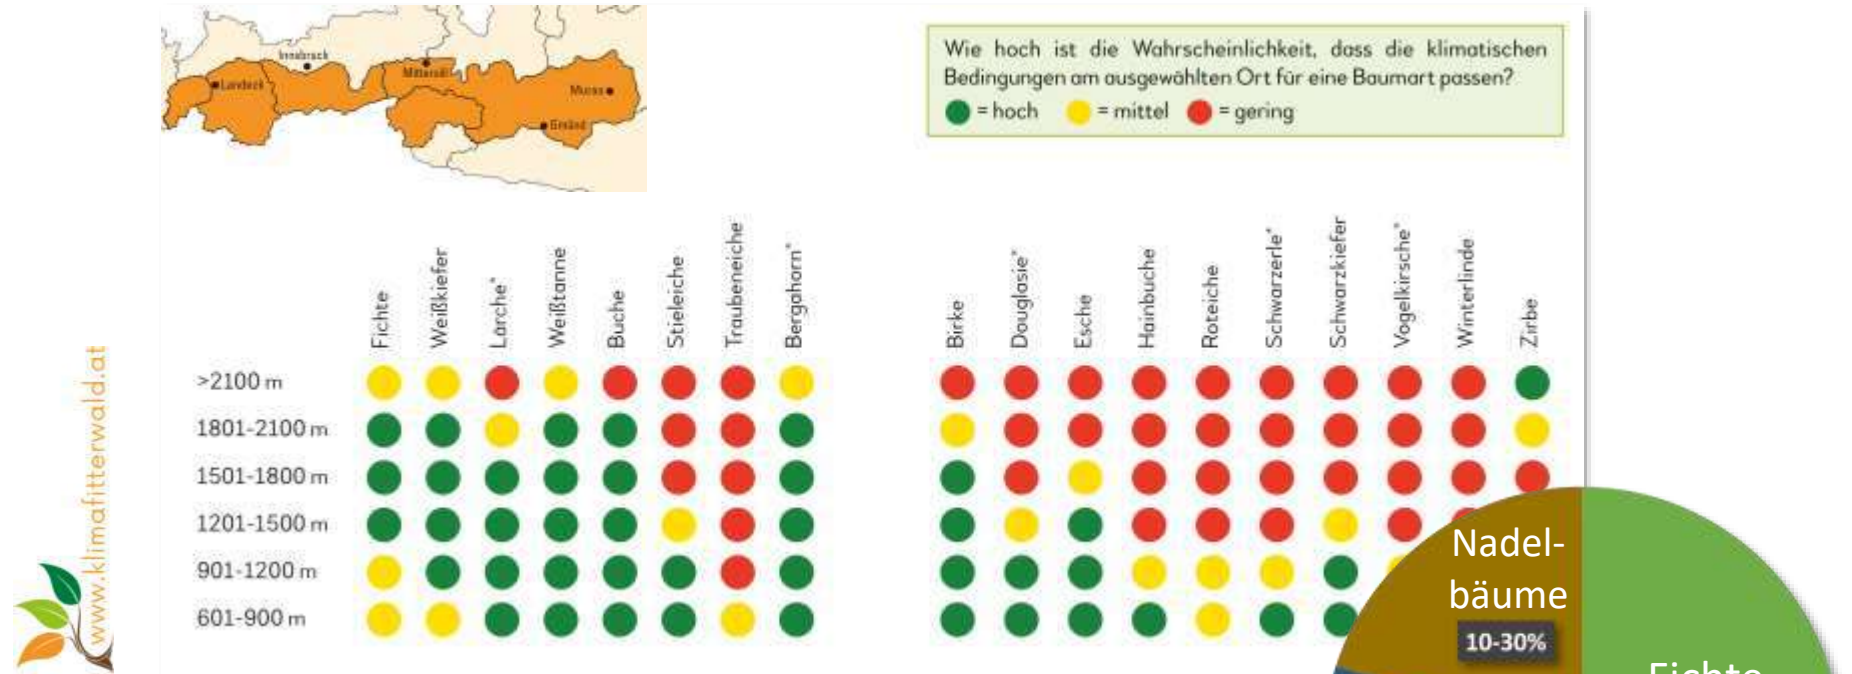 Innsbruck
Landeck
Mittersill
Murau
Gmünd
Wie hoch ist die Wahrscheinlichkeit, dass die klimatischen
Bedingungen am ausgewählten Ort für eine Baumart passen?
= hoch = mittel = gering
Fichte
Weißkiefer
Lärche*
Weißtanne
Buche
Stieleiche
Traubeneiche
Bergahorn*
Birke
Douglasie*
Esche
Hainbuche
Roteiche
Schwarzerle*
Schwarzkiefer
Vogelkirsche*
Winterlinde
Zirbe
>2100 m
1801-2100 m
1501-1800 m
1201-1500 m
901-1200 m
601-900 m
www.klimafitterwald.at
Nadel-
bäume
10-30%
Fichte